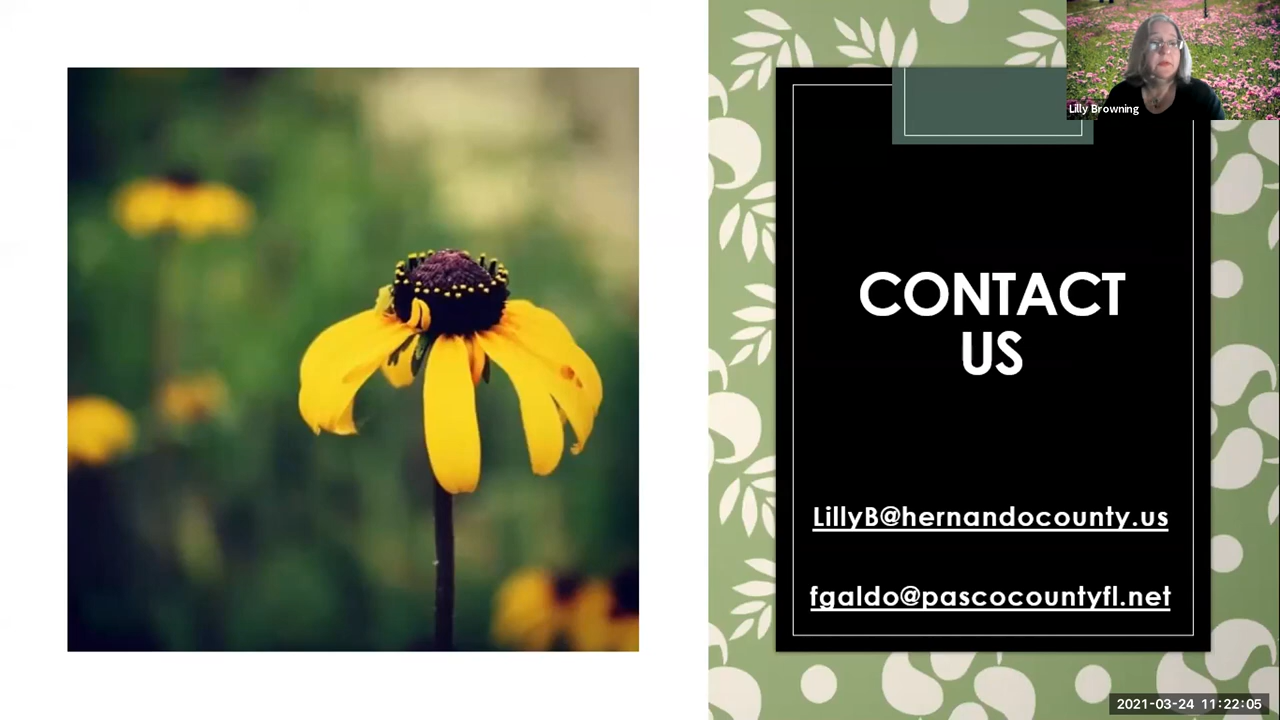 Lilly Browning
CONTACT
US
LillyB@hernandocounty.us
fgaldo@pascocountyfl.net
2021-03-24 11:22:05